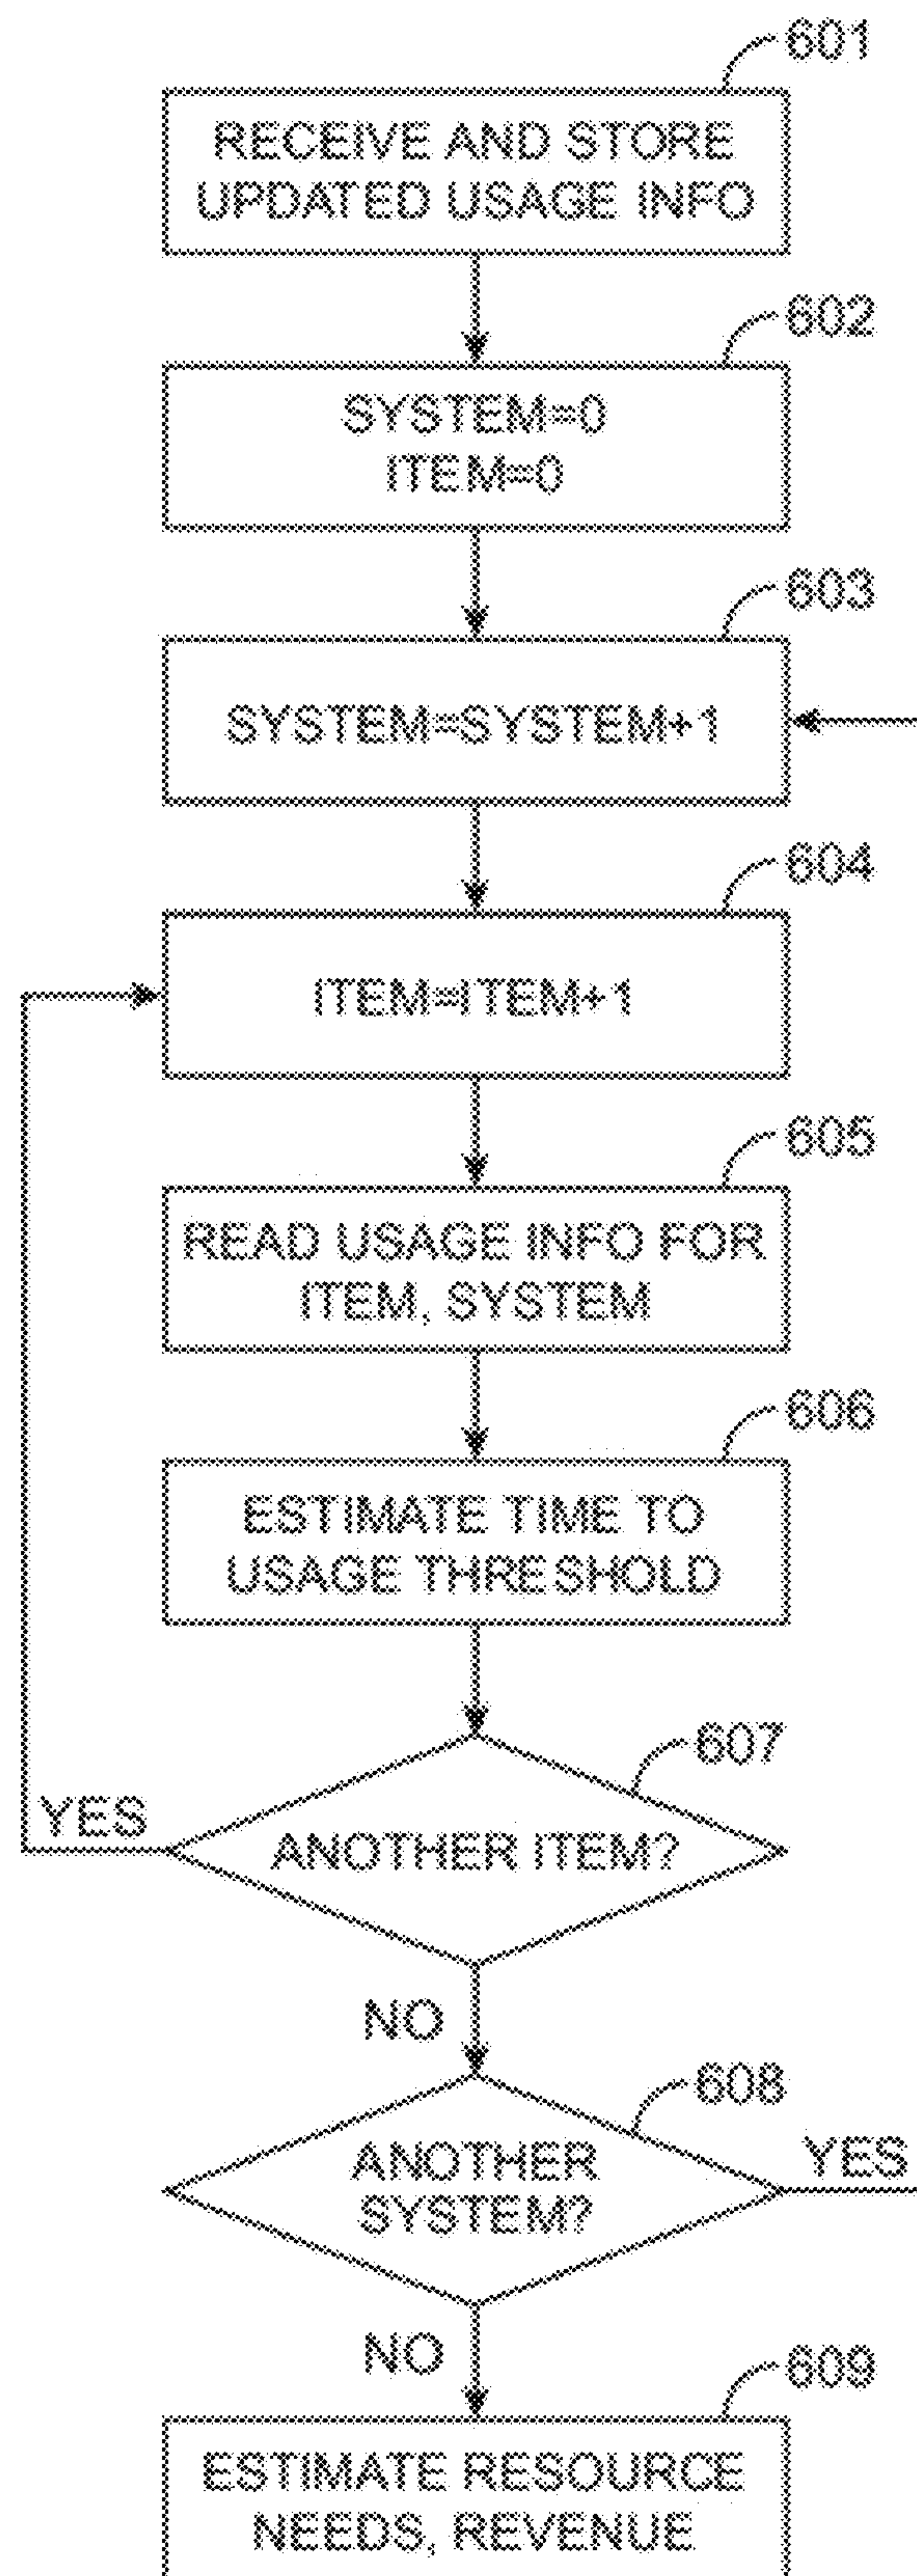 601
RECEIVE AND STORE
UPDATED USAGE INFO
602
SYSTEM=0
ITEM=0
603
SYSTEM=SYSTEM+1
604
ITEM=ITEM+1
605
READ USAGE INFO FOR
ITEM, SYSTEM
606
ESTIMATE TIME TO
USAGE THRESHOLD
607
YES
ANOTHER ITEM?
NO
608
ANOTHER
SYSTEM?
YES
NO
609
ESTIMATE RESOURCE
NEEDS, REVENUE